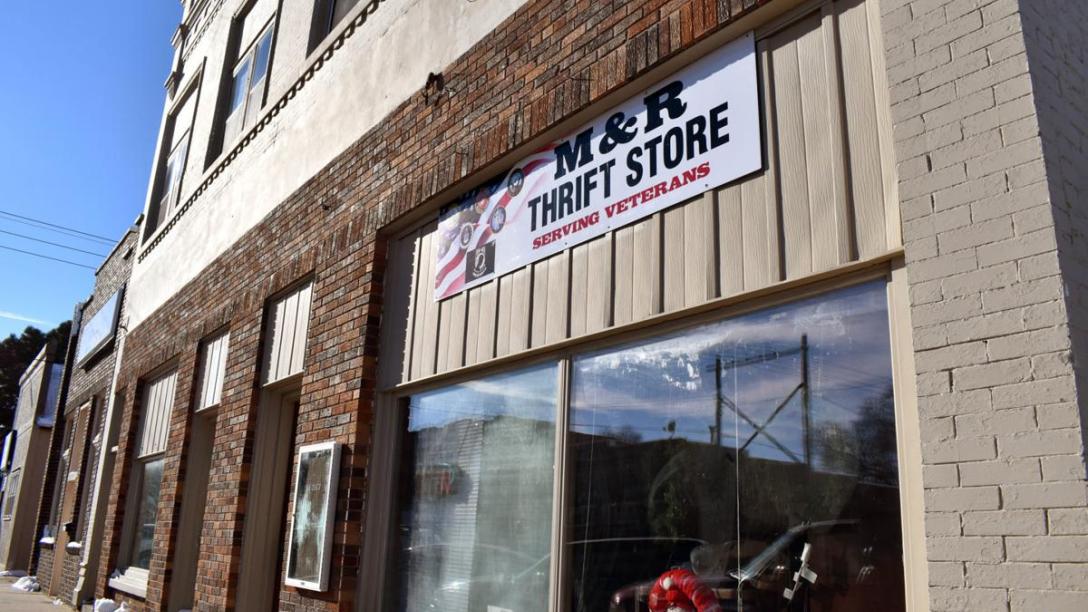 M & R
THRIFT STORE
SERVING VETERANS